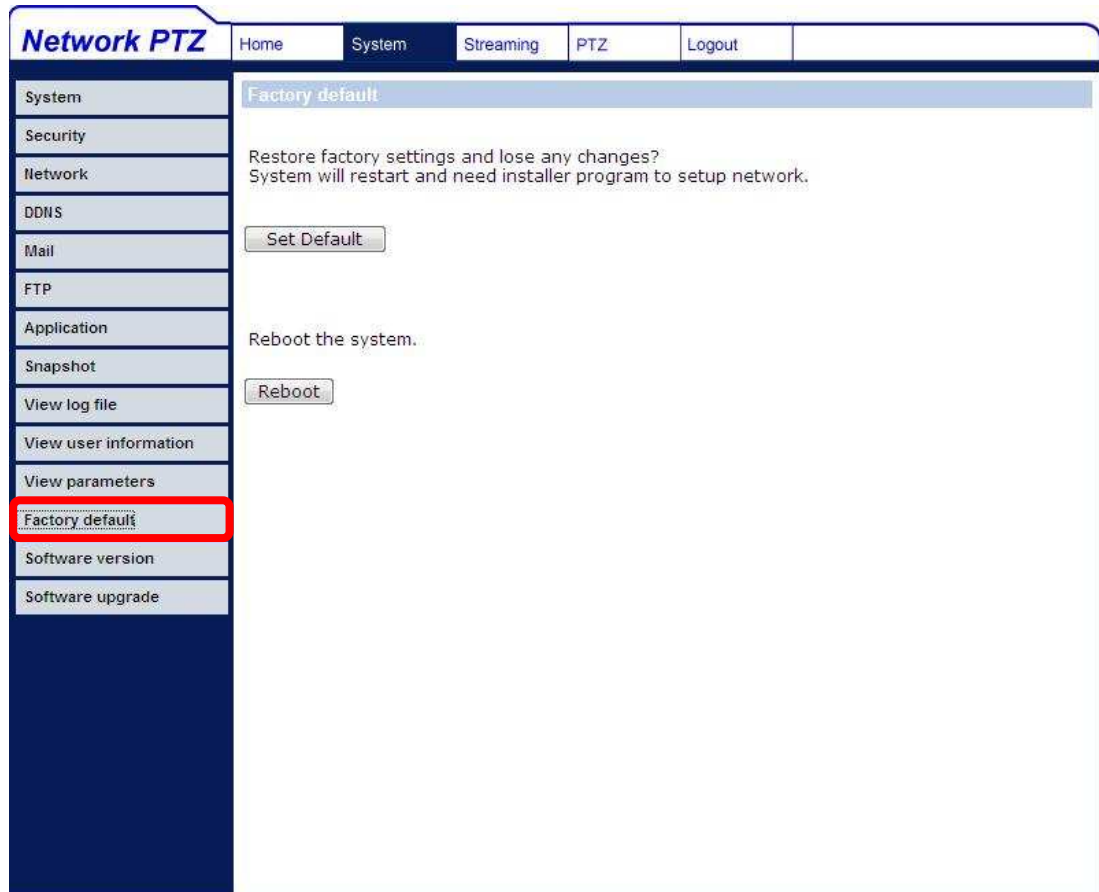 Network PTZ
Home System Streaming PTZ Logout
System
Security
Network
DDNS
Mail
FTP
Application
Snapshot
View log file
View user information
View parameters
Factory default
Software version
Software upgrade
Factory default
Restore factory settings and lose any changes?
System will restart and need installer program to setup network.
Set Default
Reboot the system.
Reboot